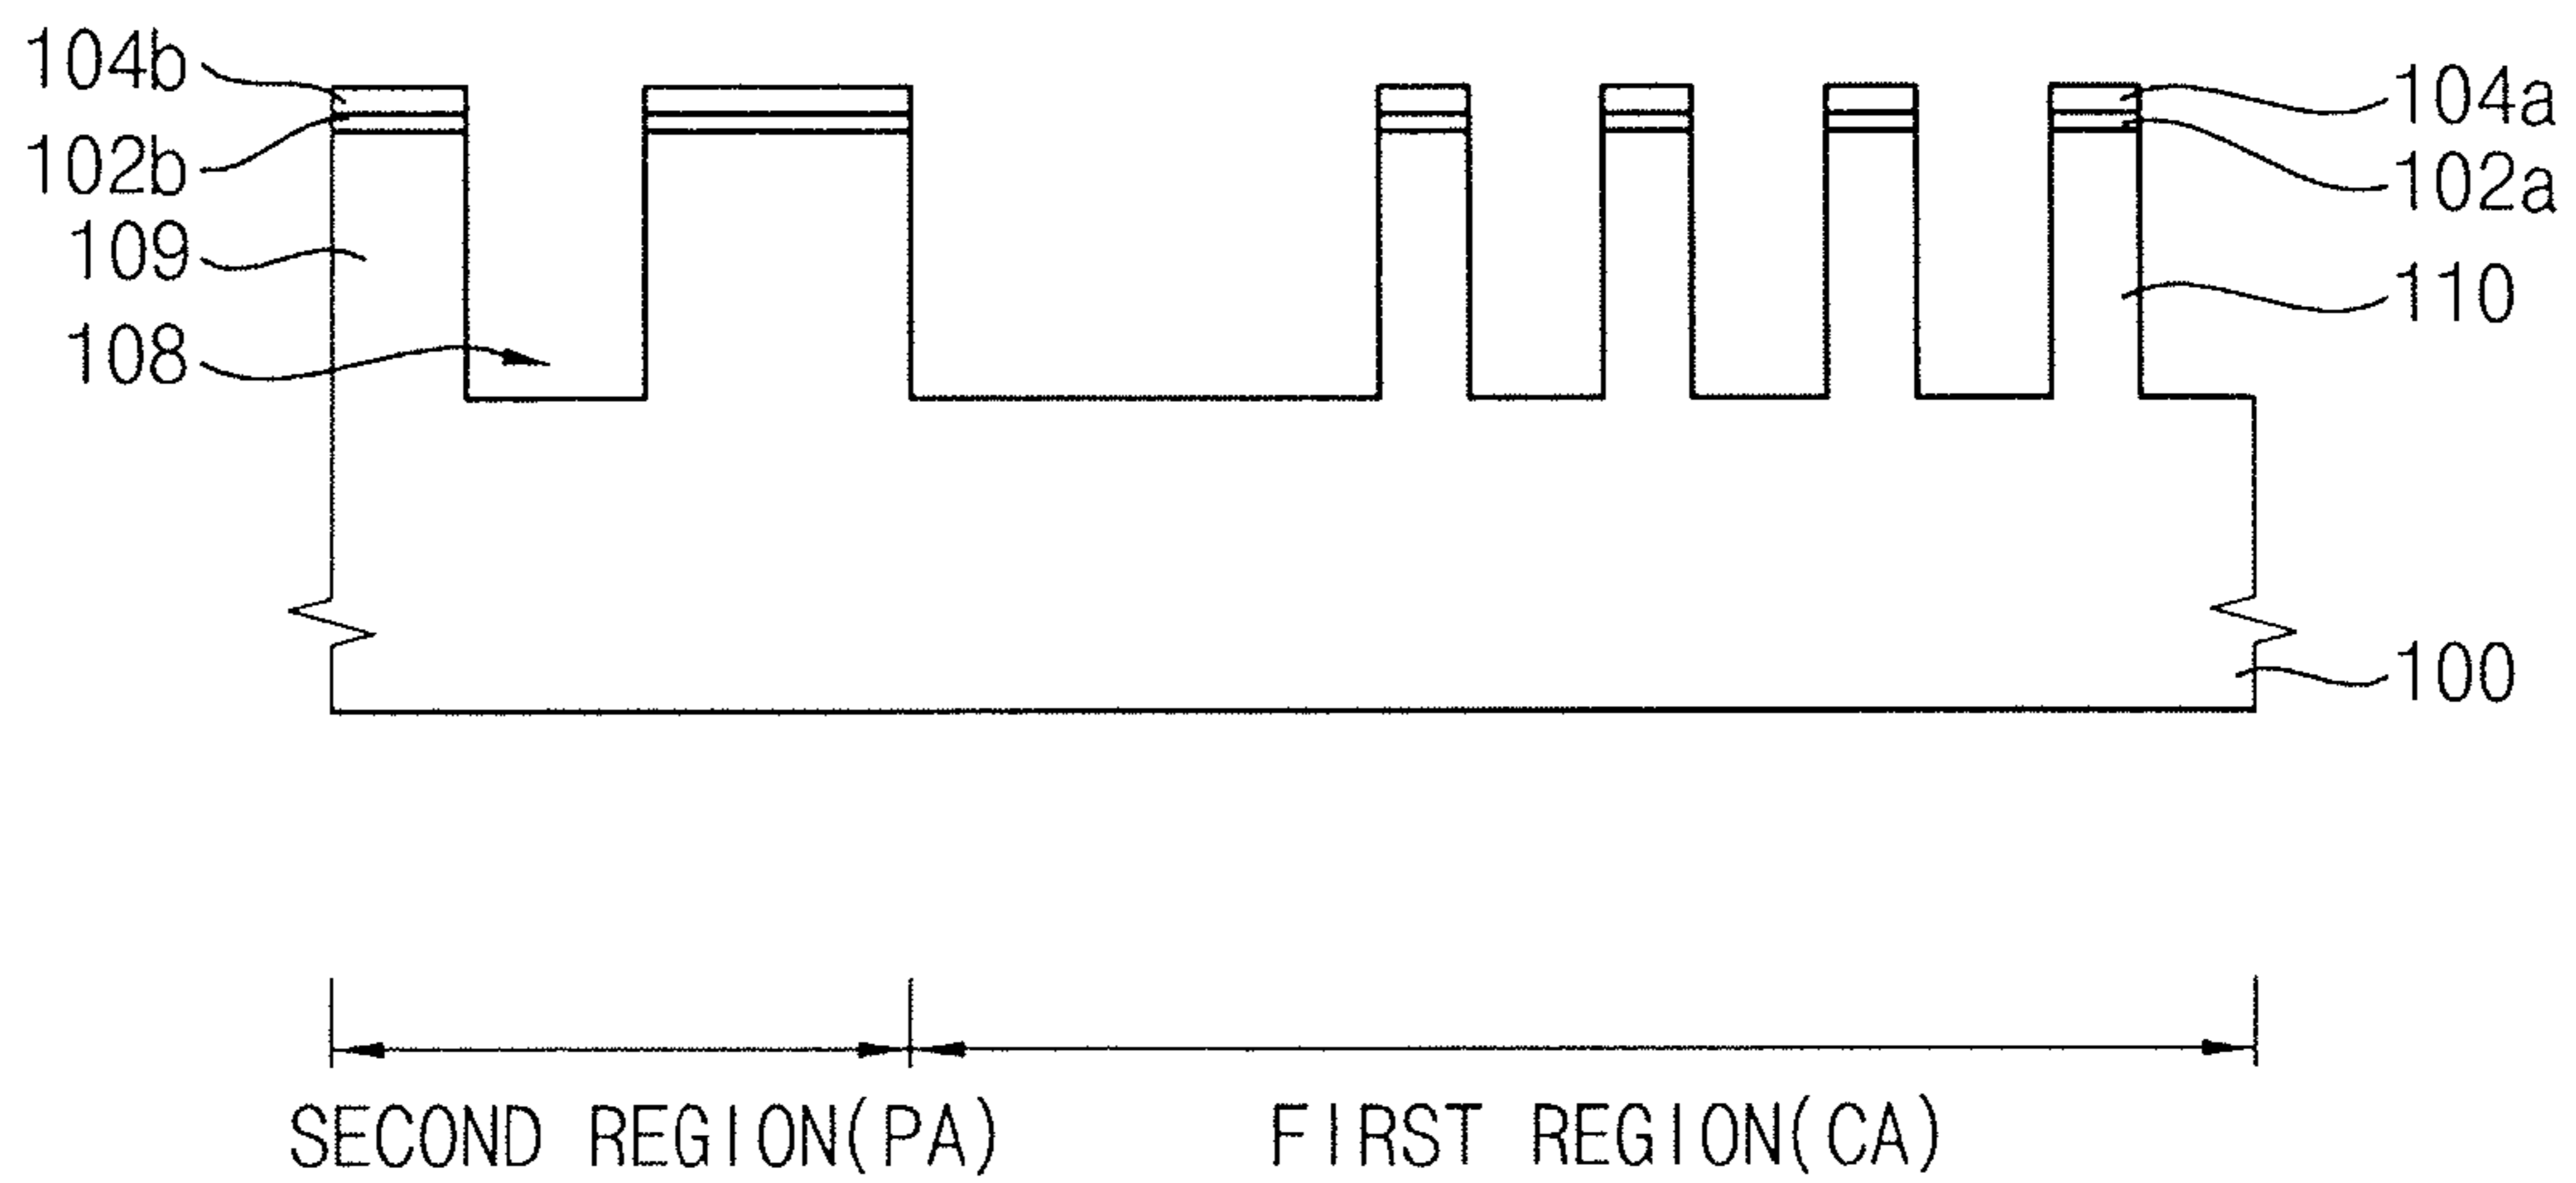 104b
104a
102b
102a
109
110
108
100
SECOND REGION(PA)
FIRST REGION(CA)